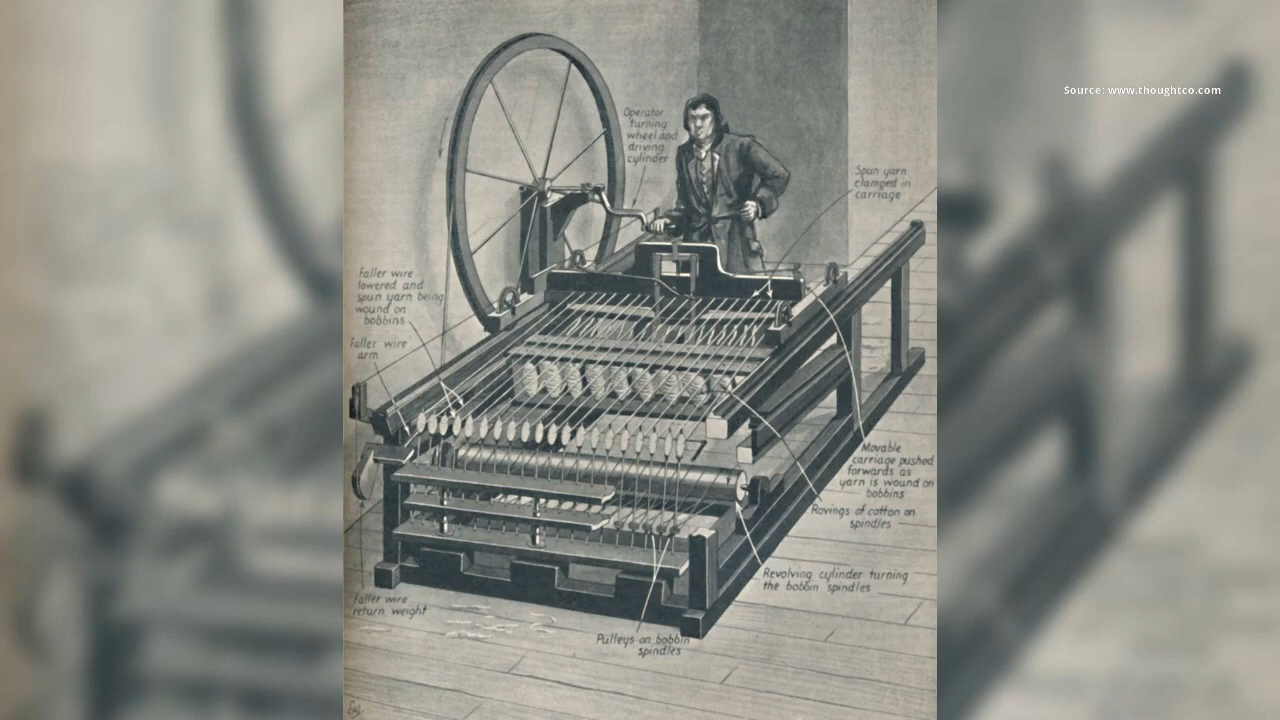 Source: www.thoughtco.com
Operator
turning
wheel and
driving
cylinder
Spun yarn
clamped in
carriage
Faller wire
lowered and
spun yarn being
wound on
bobbins
Faller wire
arm
Movable
carriage pushed
forwards as
yarn is wound on
bobbins
Rovings of cotton on
spindles
Revolving cylinder turning
the bobbin spindles
Faller wire
return weight
Pulleys on bobbin
spindles